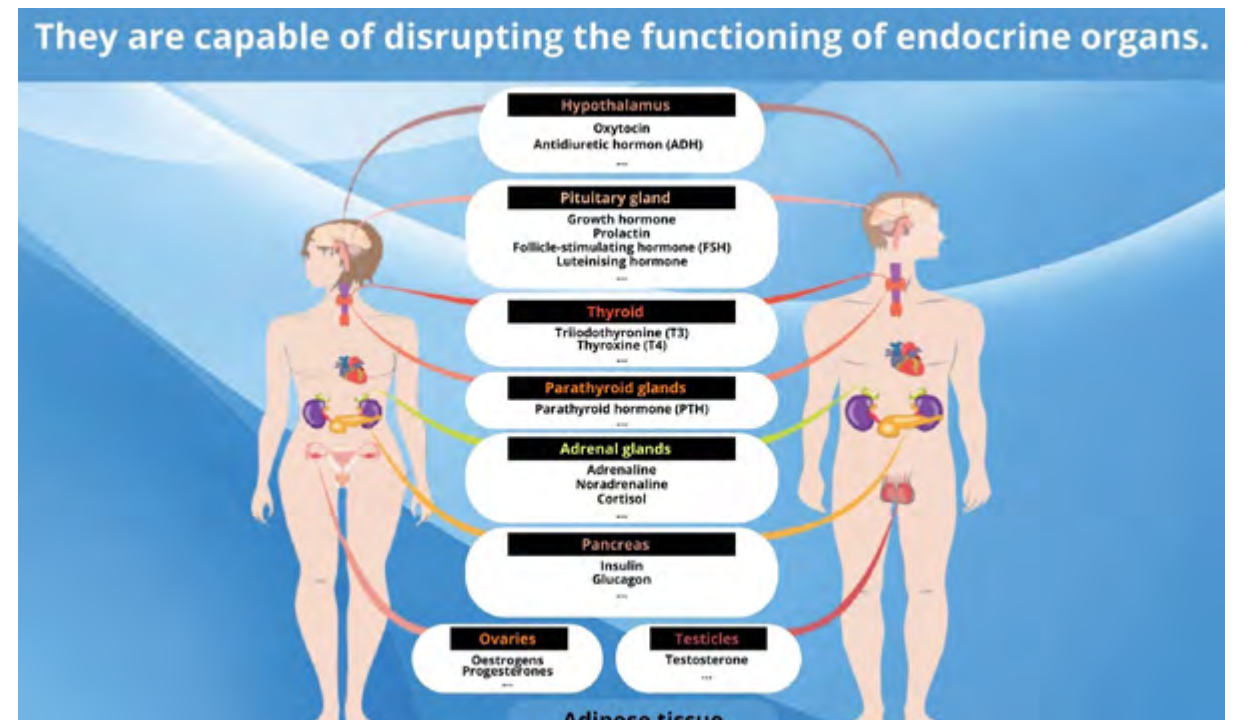 They are capable of disrupting the functioning of endocrine organs.
Hypothalamus
Oxytocin
Antidiuretic hormon (ADH)
...
Pituitary gland
Growth hormone
Prolactin
Follicle-stimulating hormone (FSH)
Luteinising hormone
...
Thyroid
Triiodothyronine (T3)
Thyroxine (T4)
...
Parathyroid glands
Parathyroid hormone (PTH)
...
Adrenal glands
Adrenaline
Noradrenaline
Cortisol
...
Pancreas
Insulin
Glucagon
...
Ovaries
Oestrogens
Progesterones
...
Testicles
Testosterone
...
Adipose tissue